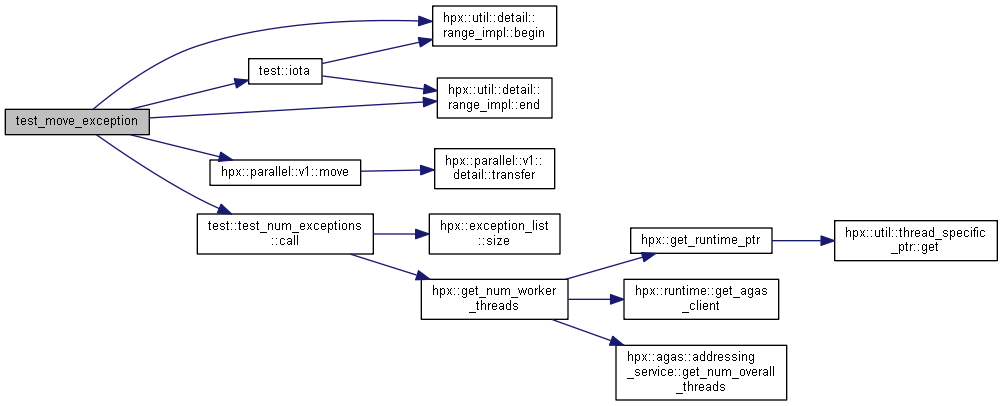 hpx::util::detail::
range_impl::begin
test::iota
hpx::util::detail::
range_impl::end
test_move_exception
hpx::parallel::v1::move
hpx::parallel::v1::
detail::transfer
test::test_num_exceptions
::call
hpx::exception_list
::size
hpx::get_runtime_ptr
hpx::util::thread_specific
_ptr::get
hpx::get_num_worker
_threads
hpx::runtime::get_agas
_client
hpx::agas::addressing
_service::get_num_overall
_threads